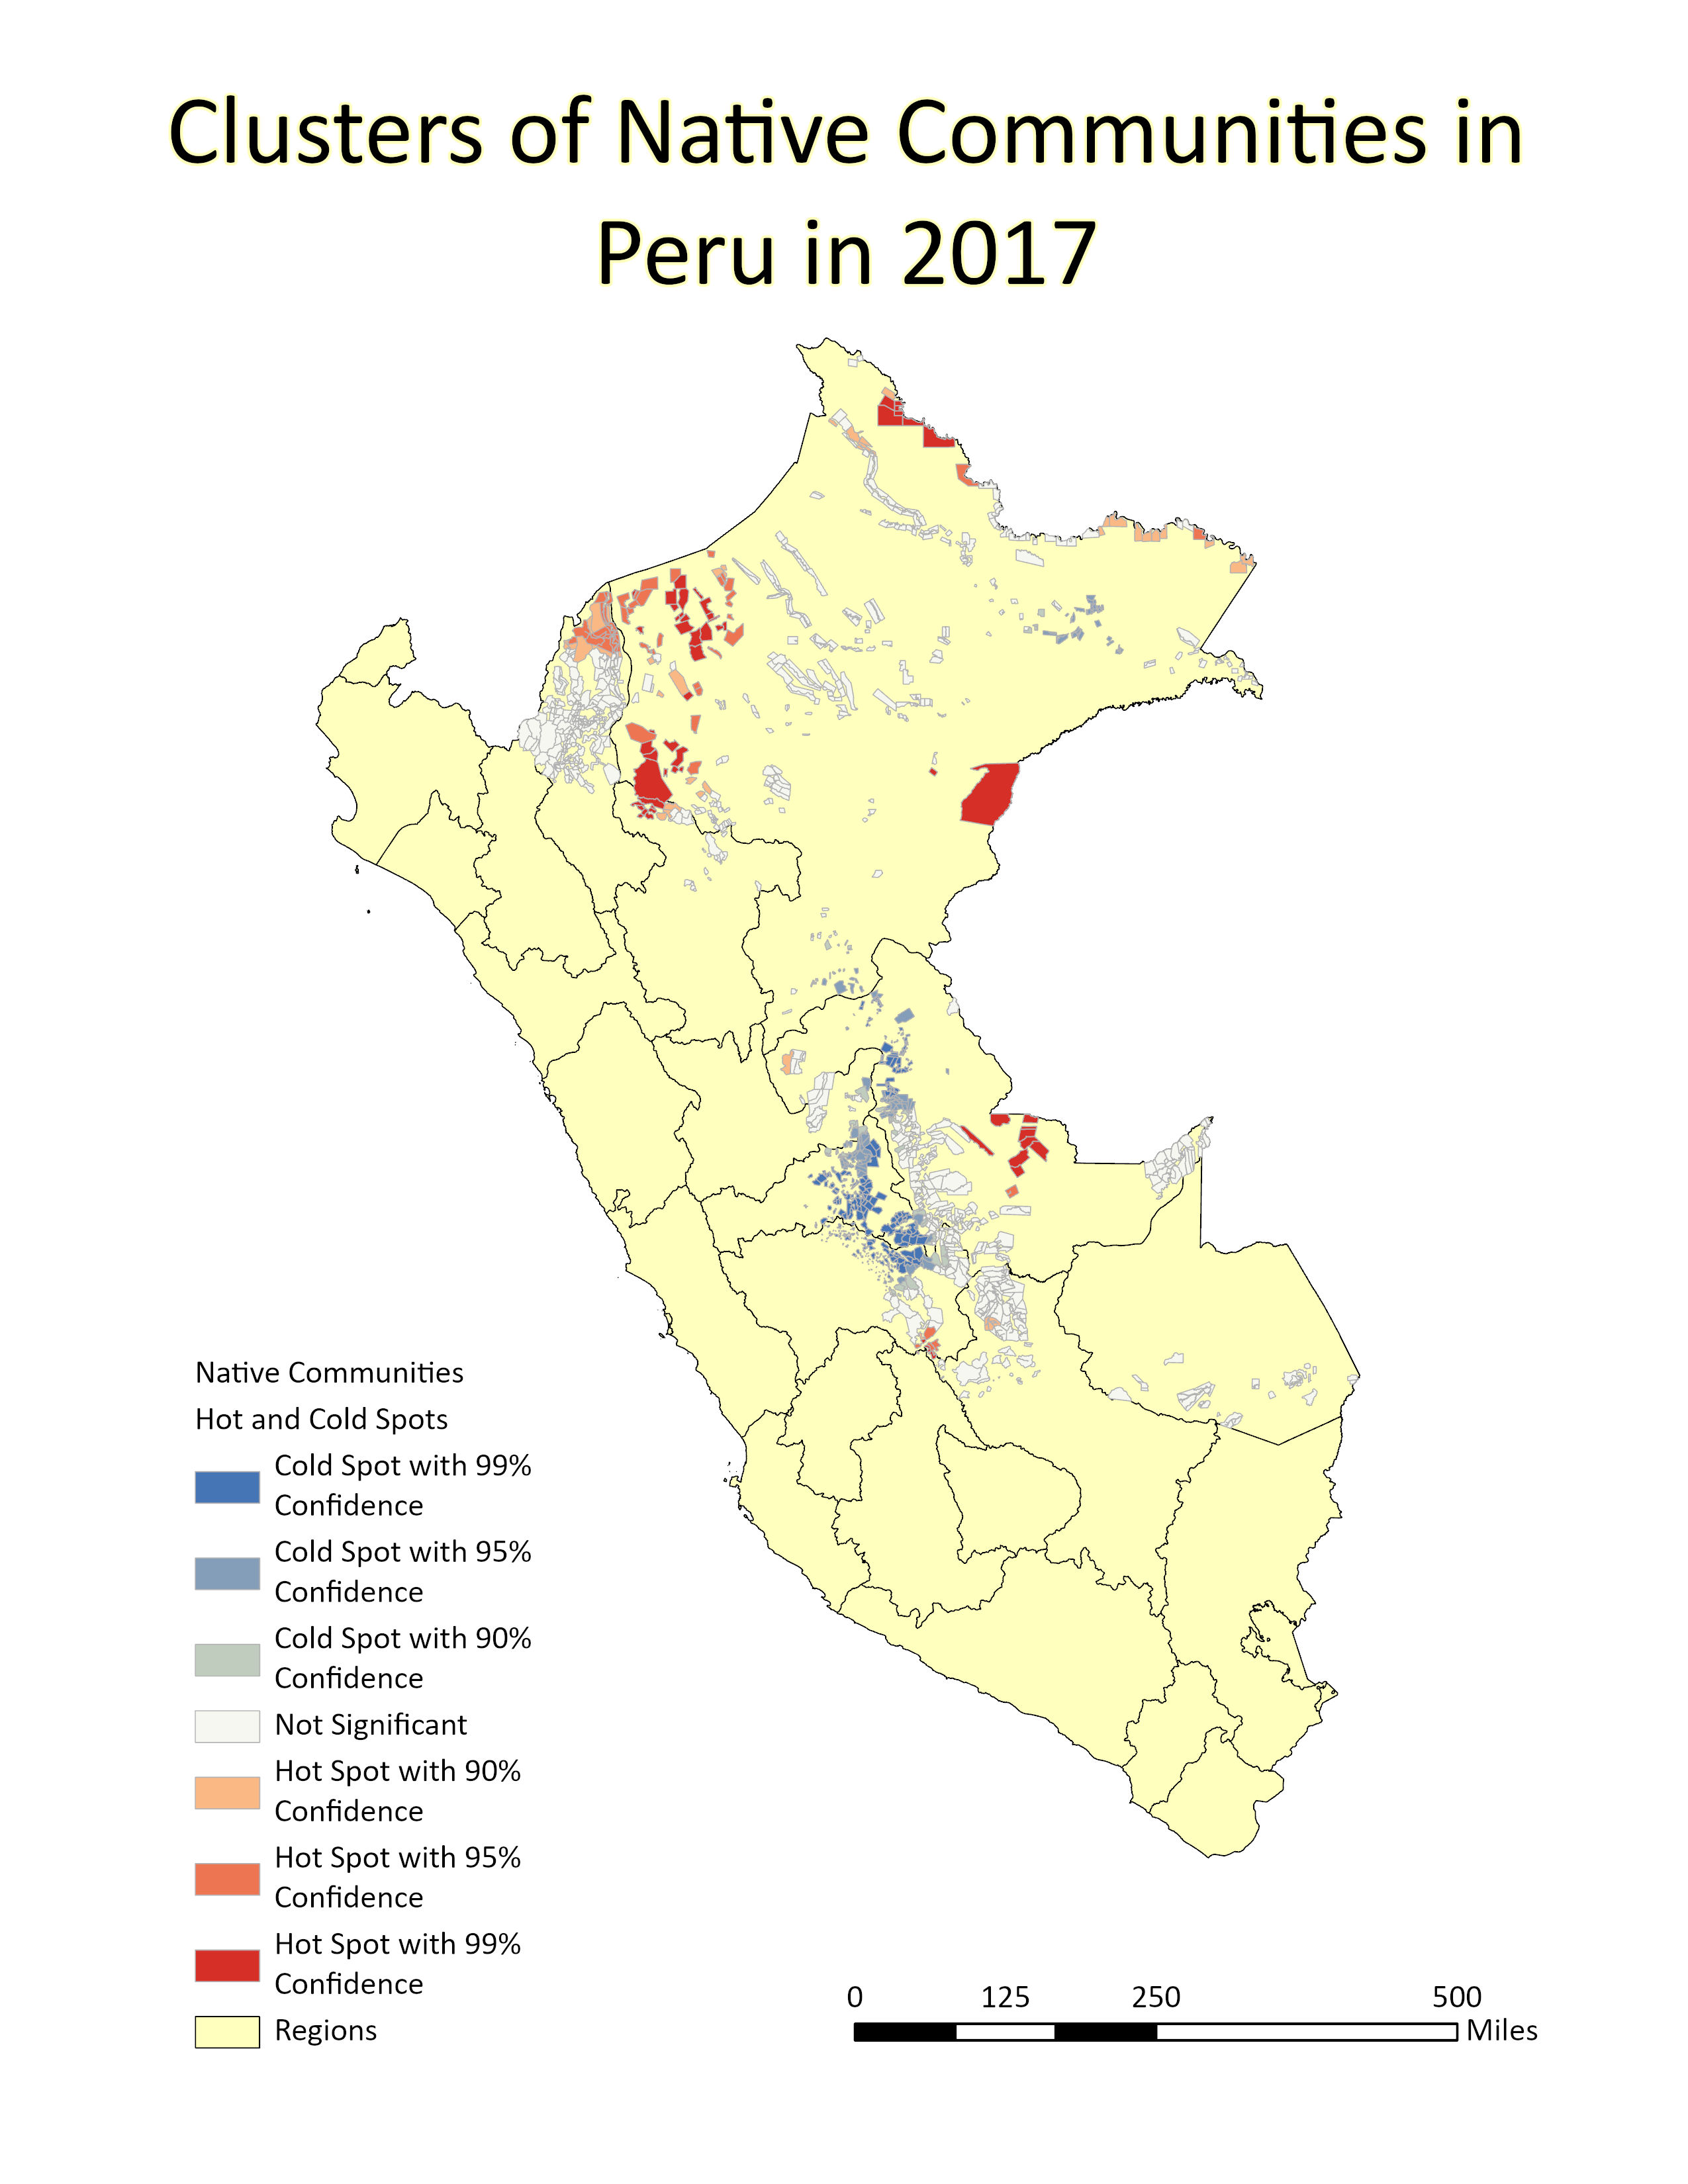 Clusters of Native Communities in
Peru in 2017
Native Communities
Hot and Cold Spots
Cold Spot with 99%
Confidence
Cold Spot with 95%
Confidence
Cold Spot with 90%
Confidence
Not Significant
Hot Spot with 90%
Confidence
Hot Spot with 95%
Confidence
Hot Spot with 99%
Confidence
Regions
0 125 250 500
Miles